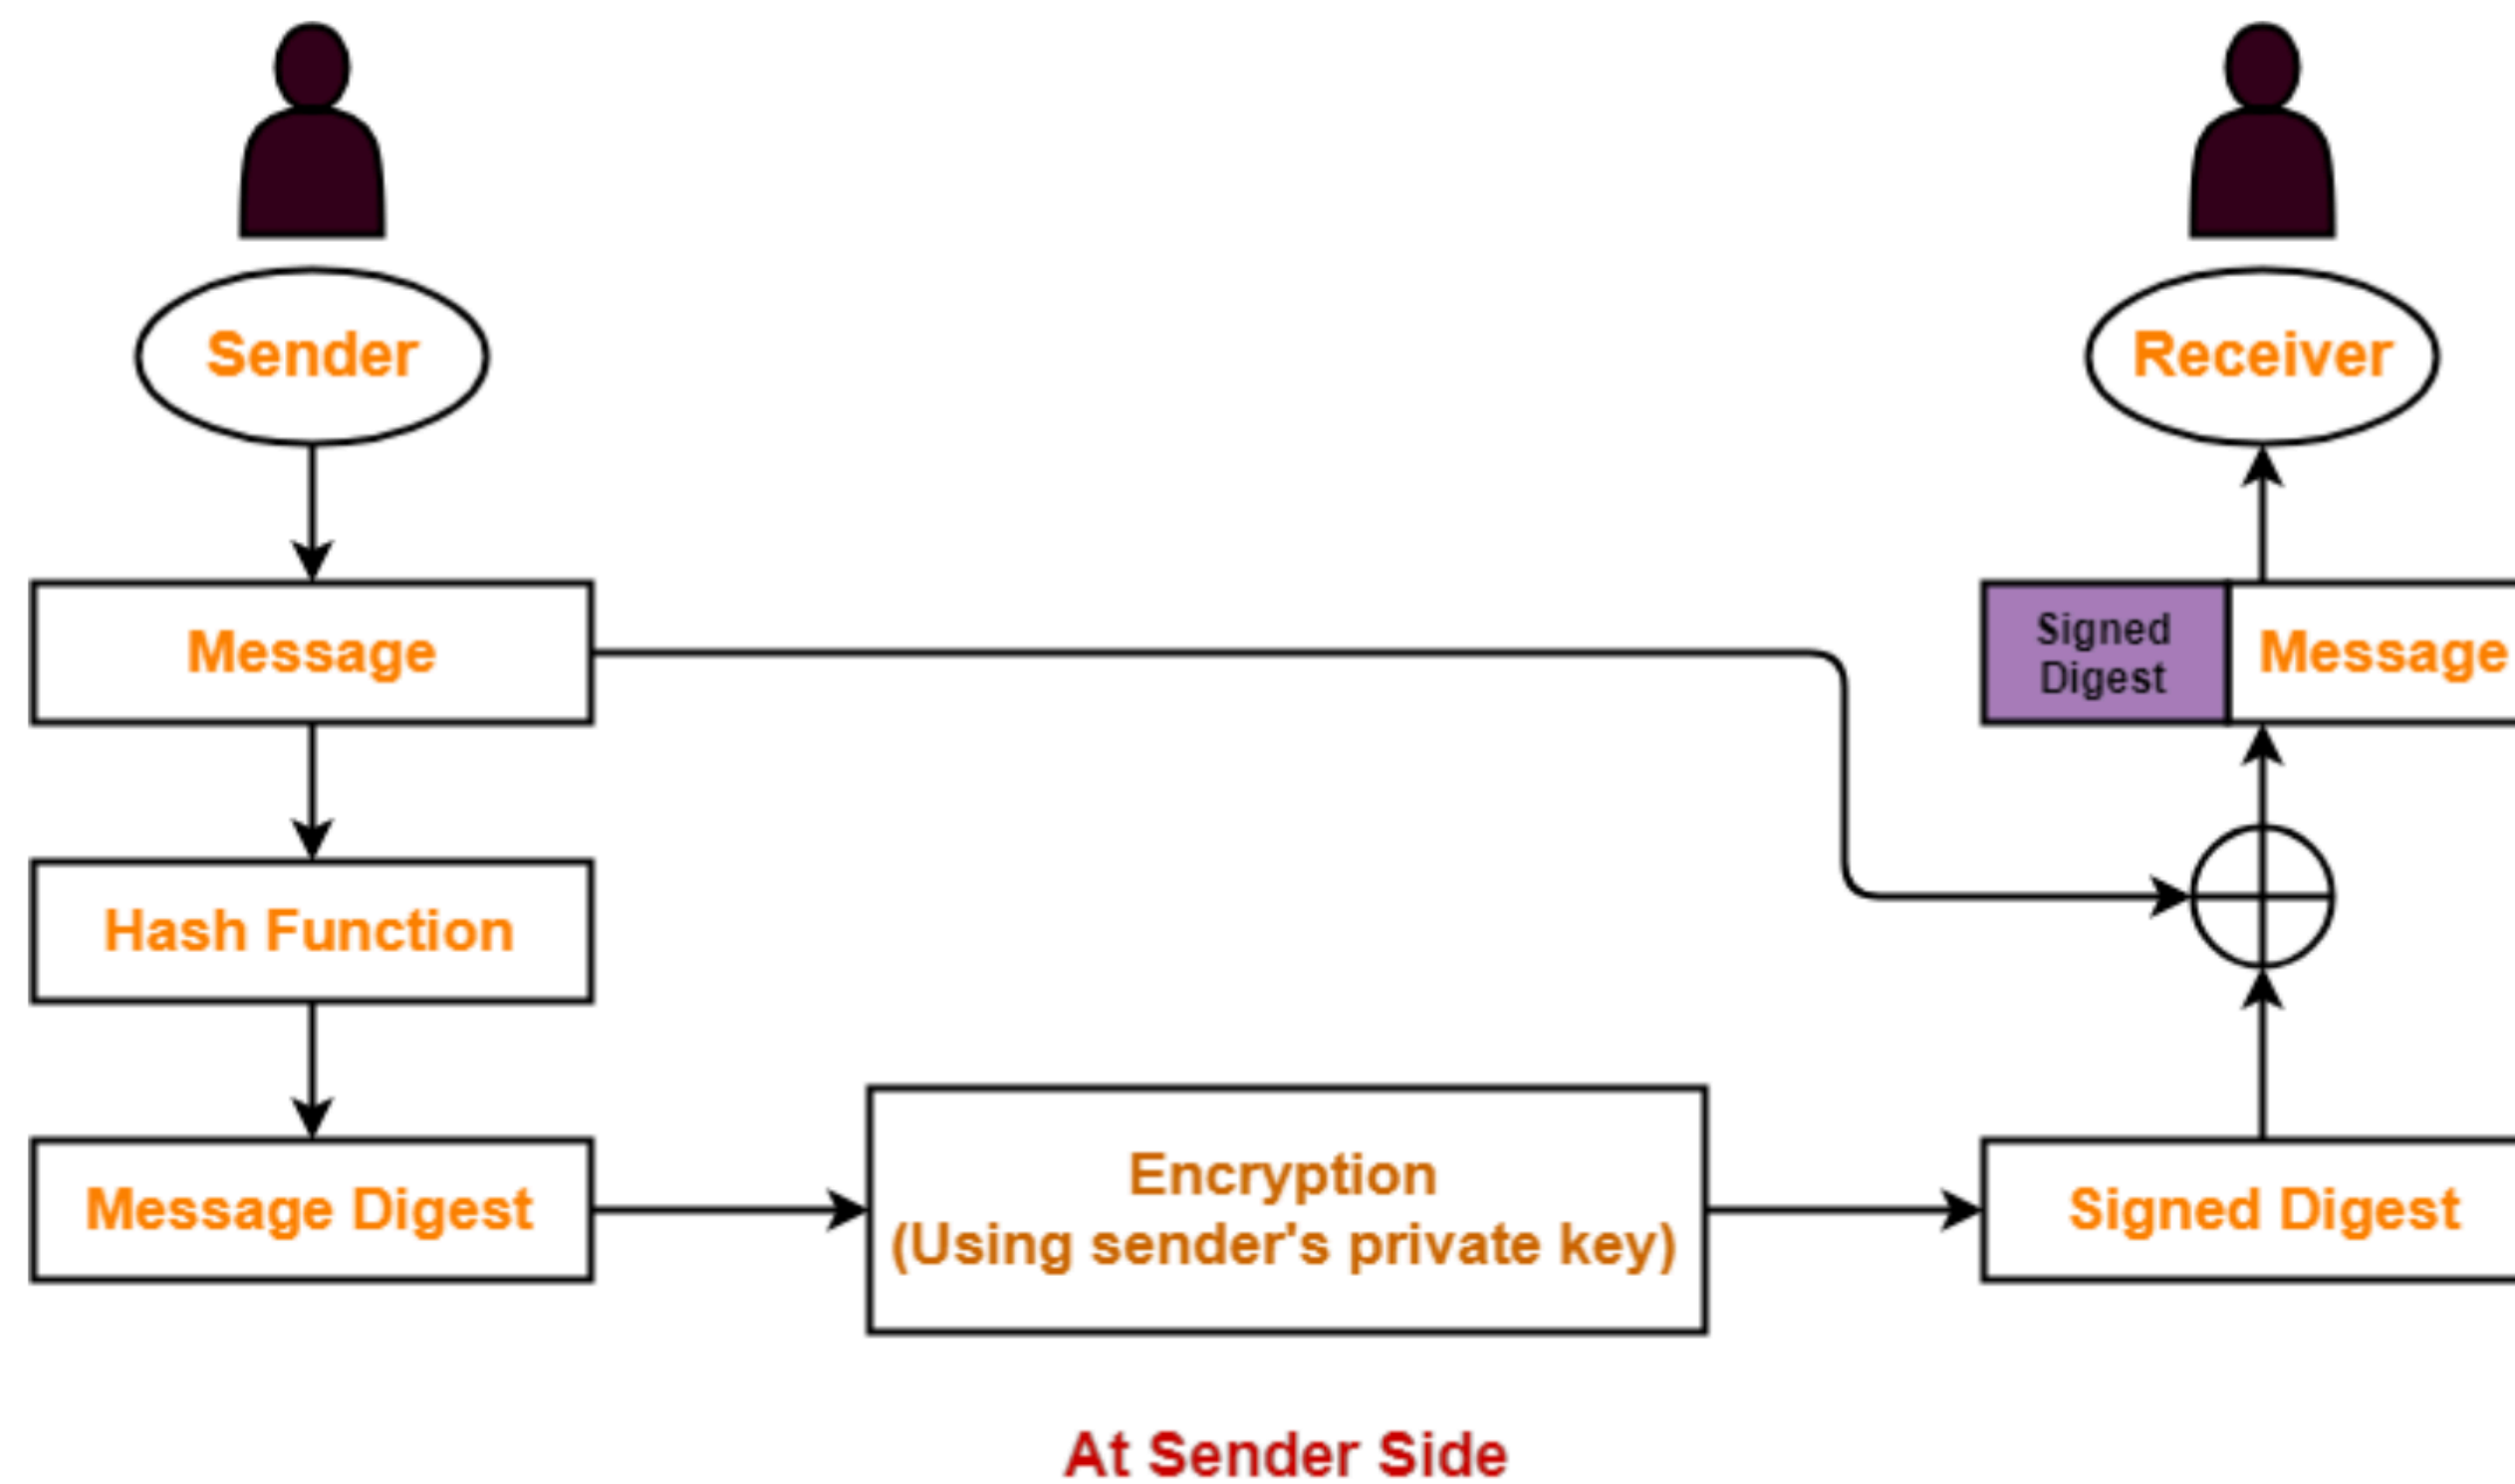 Sender
Receiver
Message
Signed
Digest
Message
Hash Function
Message Digest
Encryption
(Using sender's private key)
Signed Digest
At Sender Side